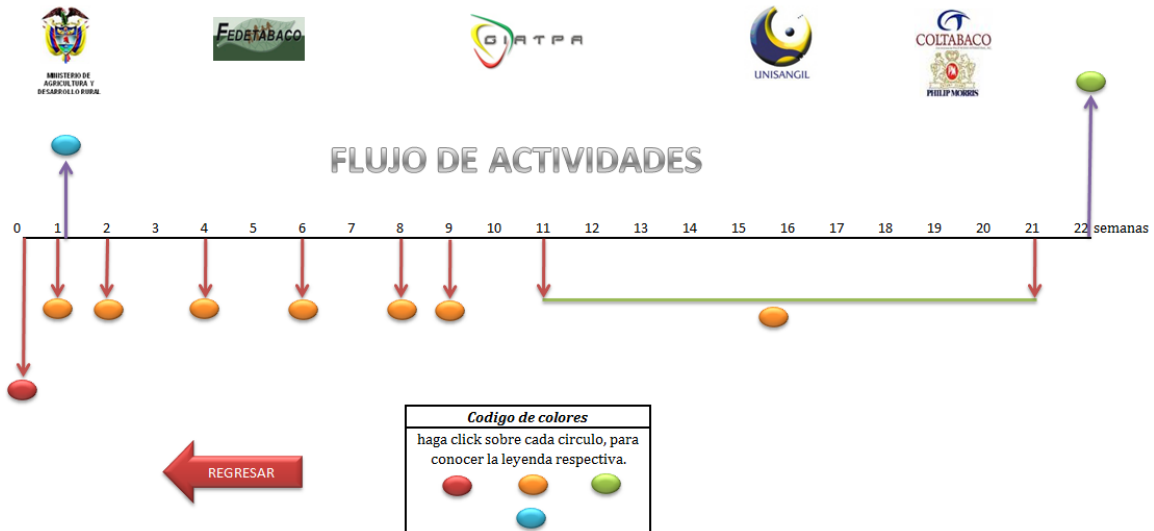 MINISTERIO DE
AGRICULTURA Y
DESARROLLO RURAL
FEDETABACO
GIATPA
UNISANGIL
COLTABACO
PHILIP MORRIS
FLUJO DE ACTIVIDADES
0 1 2 3 4 5 6 7 8 9 10 11 12 13 14 15 16 17 18 19 20 21 22 semanas
Codigo de colores
haga click sobre cada circulo, para
conocer la leyenda respectiva.
REGRESAR